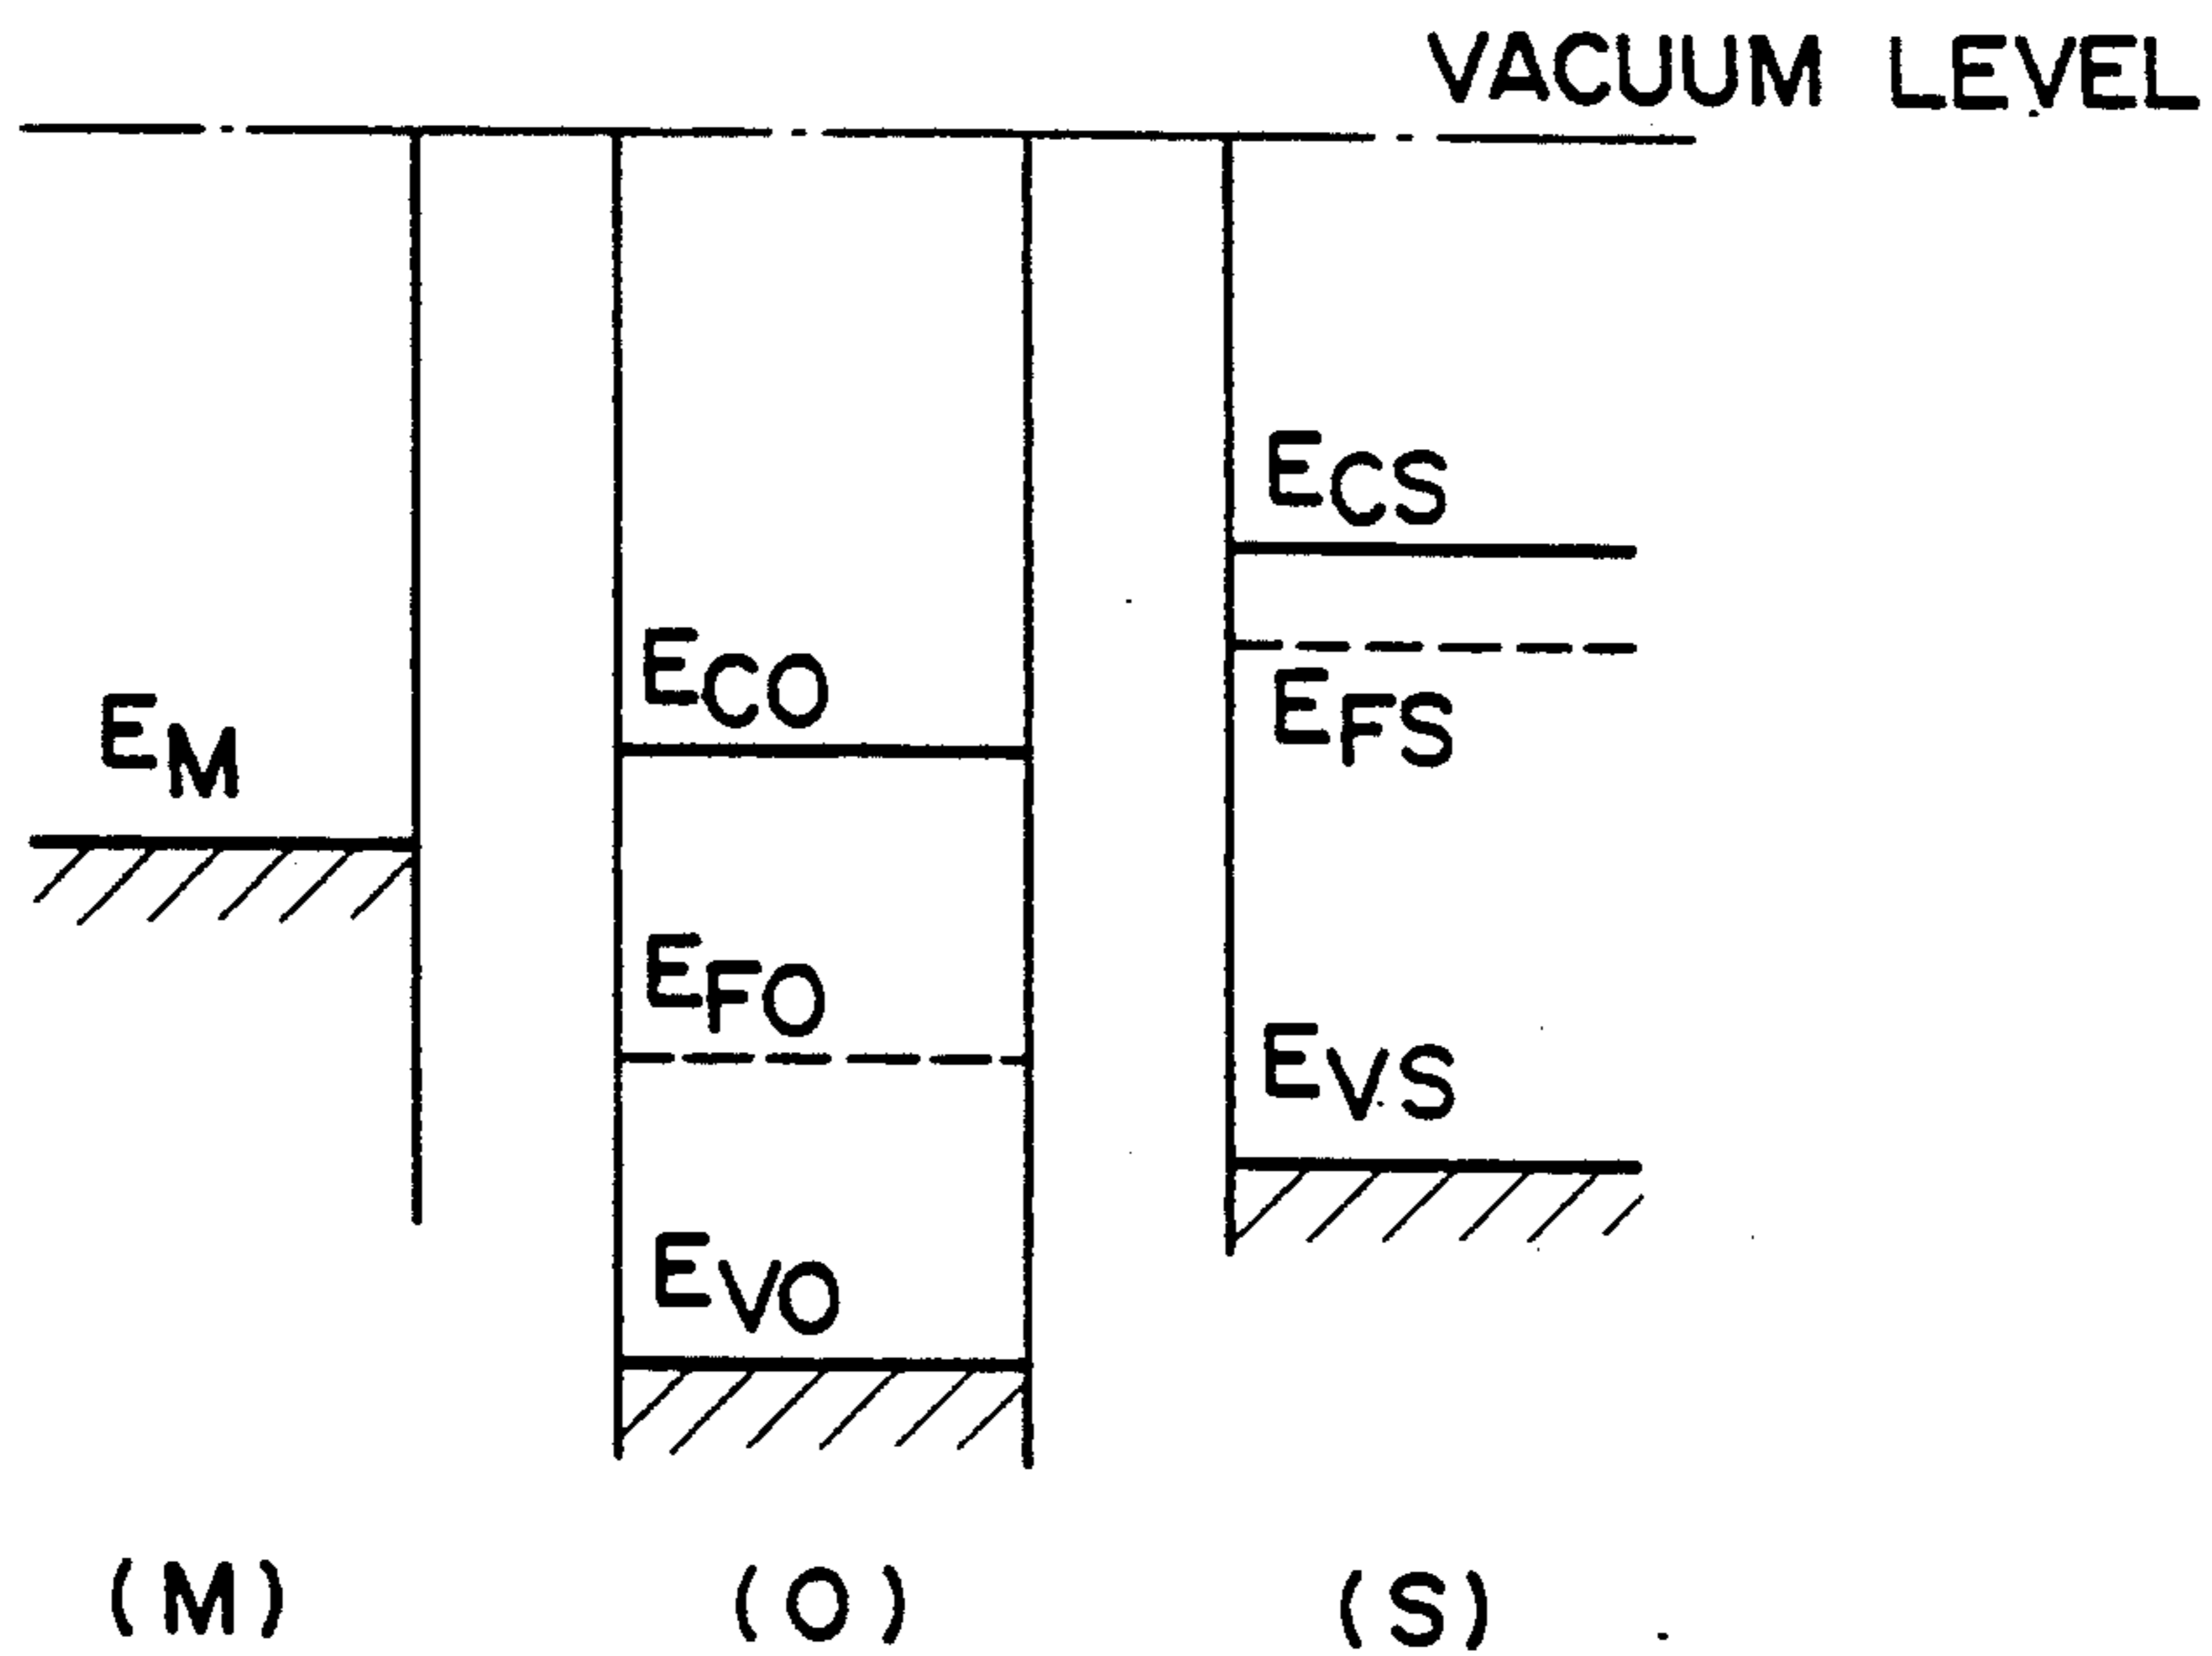 VACUUM LEVEL
ECS
ECO
EFS
EM
EFO
EVS
EVO
(M) (O) (S)